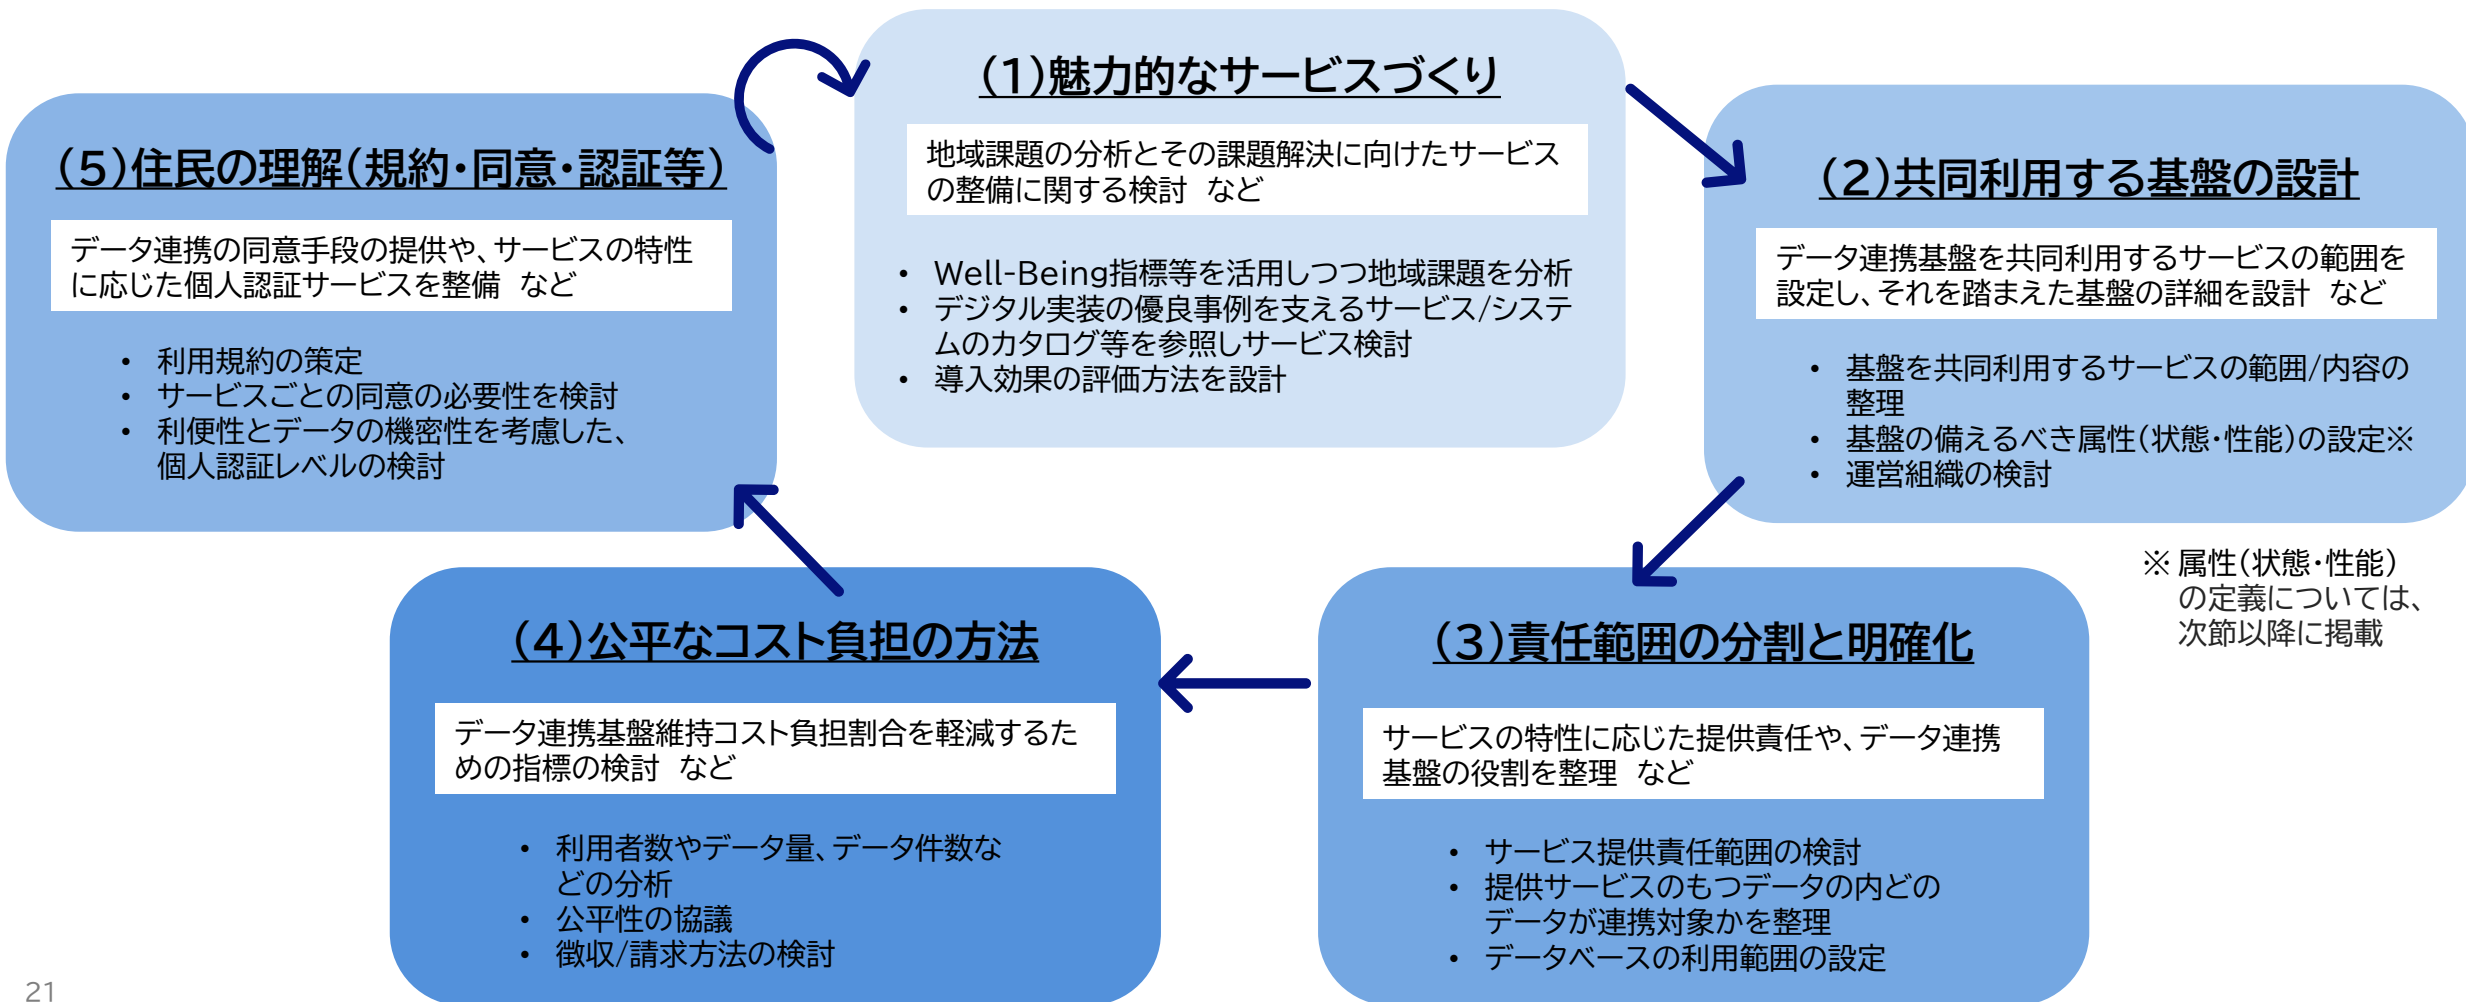 (1)魅力的なサービスづくり
地域課題の分析とその課題解決に向けたサービス
の整備に関する検討 など
• Well-Being指標等を活用しつつ地域課題を分析
• デジタル実装の優良事例を支えるサービス/システ
ムのカタログ等を参照しサービス検討
• 導入効果の評価方法を設計
(2)共同利用する基盤の設計
データ連携基盤を共同利用するサービスの範囲を
設定し、それを踏まえた基盤の詳細を設計 など
• 基盤を共同利用するサービスの範囲/内容の
整理
• 基盤の備えるべき属性(状態・性能)の設定※
• 運営組織の検討
※ 属性(状態・性能)
の定義については、
次節以降に掲載
(3)責任範囲の分割と明確化
サービスの特性に応じた提供責任や、データ連携
基盤の役割を整理 など
• サービス提供責任範囲の検討
• 提供サービスのもつデータの内どの
データが連携対象かを整理
• データベースの利用範囲の設定
(4)公平なコスト負担の方法
データ連携基盤維持コスト負担割合を軽減するた
めの指標の検討 など
• 利用者数やデータ量、データ件数な
どの分析
• 公平性の協議
• 徴収/請求方法の検討
(5)住民の理解(規約・同意・認証等)
データ連携の同意手段の提供や、サービスの特性
に応じた個人認証サービスを整備 など
• 利用規約の策定
• サービスごとの同意の必要性を検討
• 利便性とデータの機密性を考慮した、
個人認証レベルの検討
21